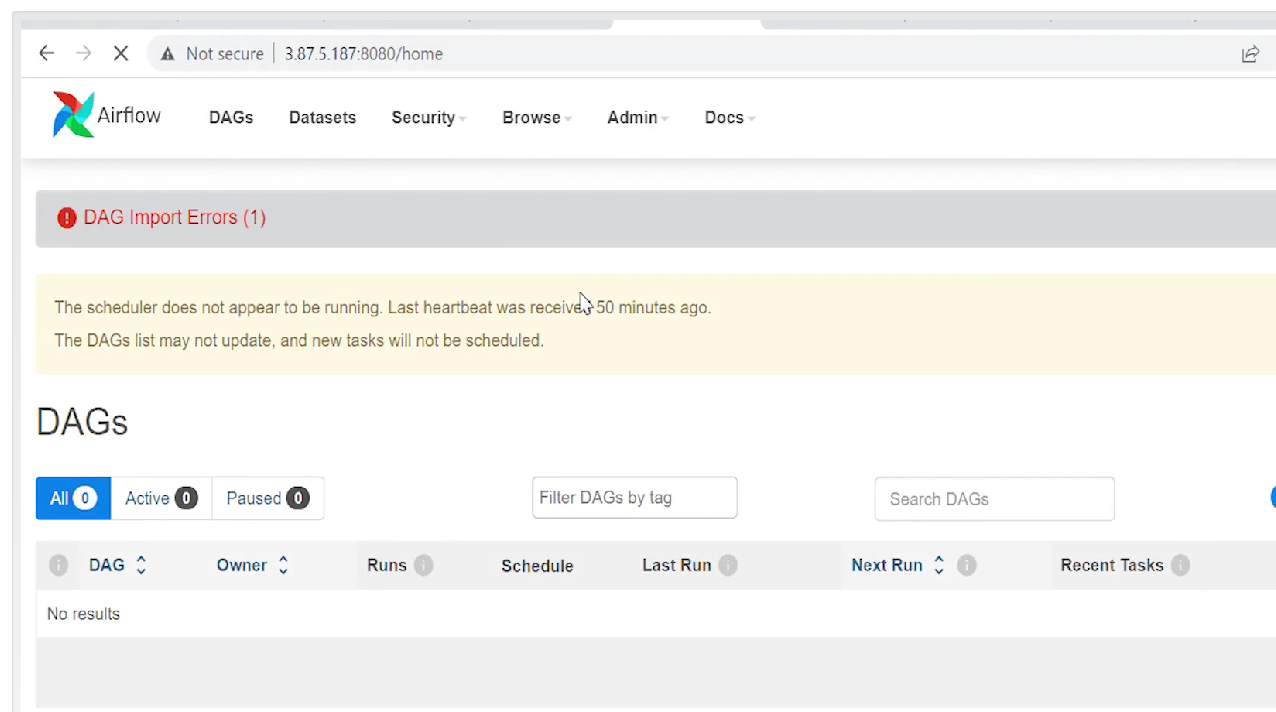 Not secure 3.87.5.187:8080/home
Airflow DAGs Datasets Security Browse Admin Docs
DAG Import Errors (1)
The scheduler does not appear to be running. Last heartbeat was receive 50 minutes ago.
The DAGs list may not update, and new tasks will not be scheduled.
DAGs
All 0 Active 0 Paused 0 Filter DAGs by tag Search DAGs
DAG Owner Runs Schedule Last Run Next Run Recent Tasks
No results